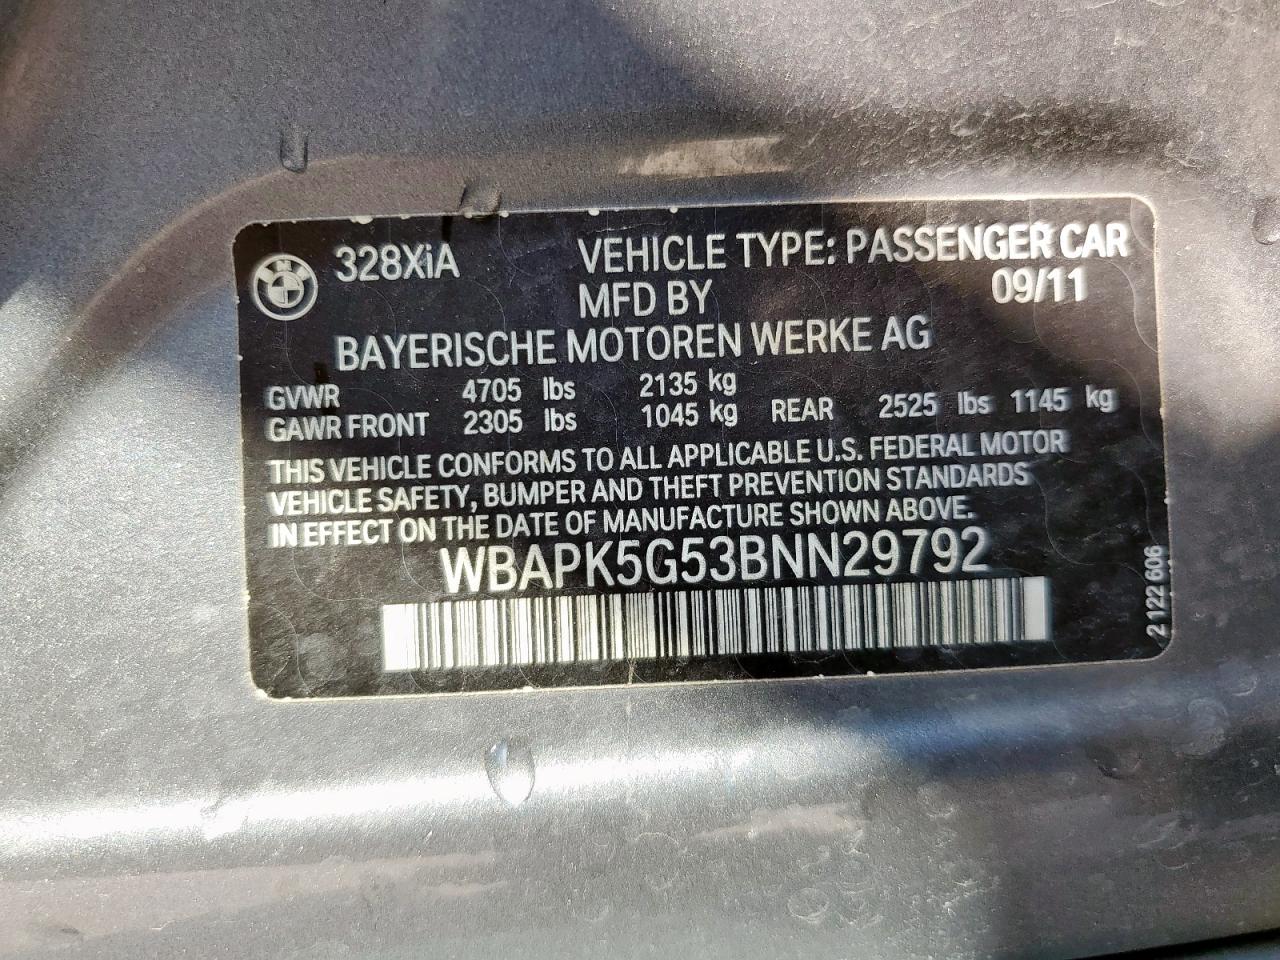 328XiA VEHICLE TYPE: PASSENGER CAR
MFD BY 09/11
BAYERISCHE MOTOREN WERKE AG
GVWR 4705 lbs 2135 kg
GAWR FRONT 2305 lbs 1045 kg REAR 2525 lbs 1145 kg
THIS VEHICLE CONFORMS TO ALL APPLICABLE U.S. FEDERAL MOTOR
VEHICLE SAFETY, BUMPER AND THEFT PREVENTION STANDARDS
IN EFFECT ON THE DATE OF MANUFACTURE SHOWN ABOVE.
WBAPK5G53BNN29792
2 122 606